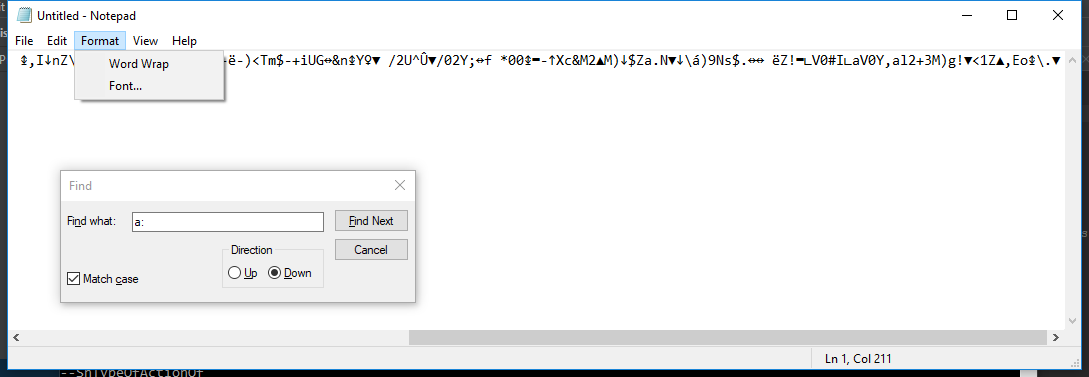 Untitled - Notepad
File Edit Format View Help
↨,I↓nZ\
ë-)<Tm$-+iUG↔&n↨Y♀▼ /2U^Û▼/02Y;↔f *00↨▬-↑Xc&M2▲M)↓$Za.N▼↓\á)9Ns$.↔↔ ëZ!▬∟V0#I∟aV0Y,al2+3M)g!▼<1Z▲,Eo↨\.▼
Word Wrap
Font...
Find
Find what: a: Find Next
Direction Cancel
Up Down
Match case
Ln 1, Col 211
--ShTypeOfActionOf